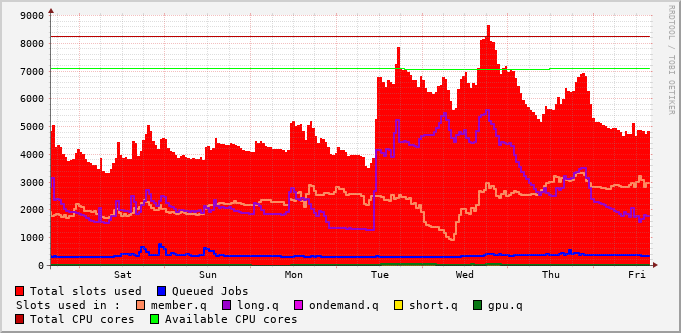 RRDTOOL / TOBI OETIKER
9000
8000
7000
6000
5000
4000
3000
2000
1000
0
Sat Sun Mon Tue Wed Thu Fri
Total slots used Queued Jobs
Slots used in : member.q long.q ondemand.q short.q gpu.q
Total CPU cores Available CPU cores